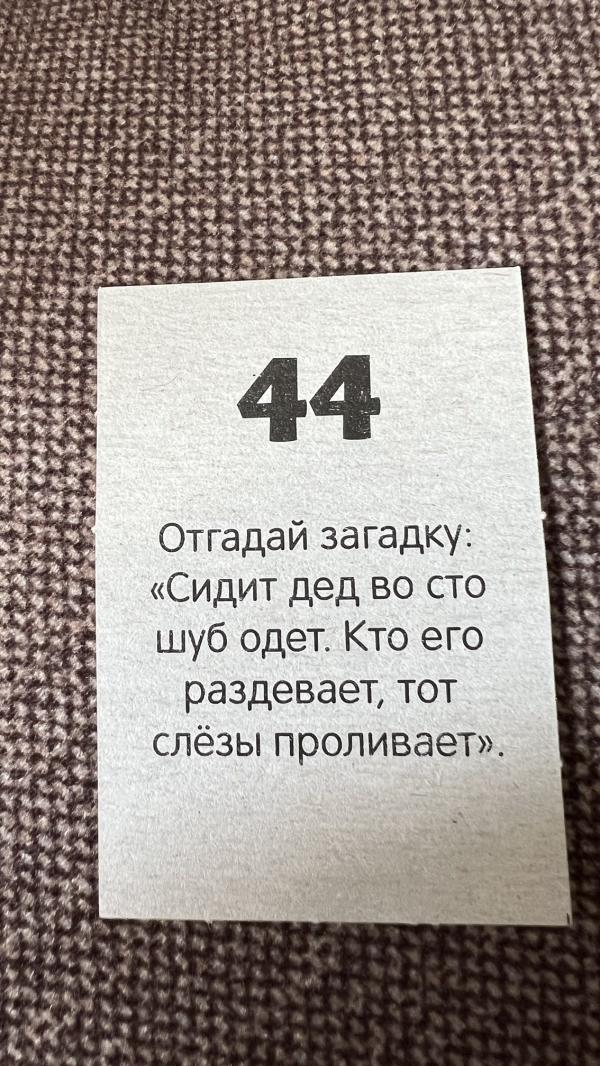 44
Отгадай загадку:
«Сидит дед во сто
шуб одет. Кто его
раздевает, тот
слёзы проливает».